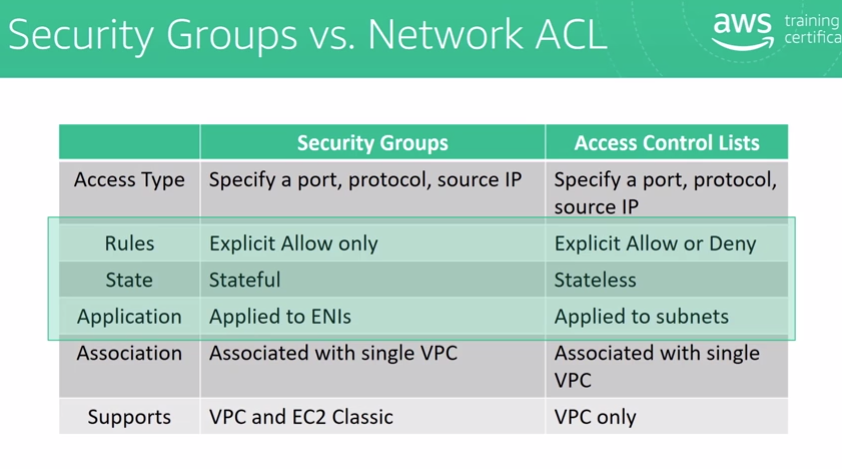 Security Groups vs. Network ACL
aws training
certifica
Security Groups Access Control Lists
Access Type Specify a port, protocol, source IP Specify a port, protocol,
source IP
Rules Explicit Allow only Explicit Allow or Deny
State Stateful Stateless
Application Applied to ENIs Applied to subnets
Association Associated with single VPC Associated with single
VPC
Supports VPC and EC2 Classic VPC only